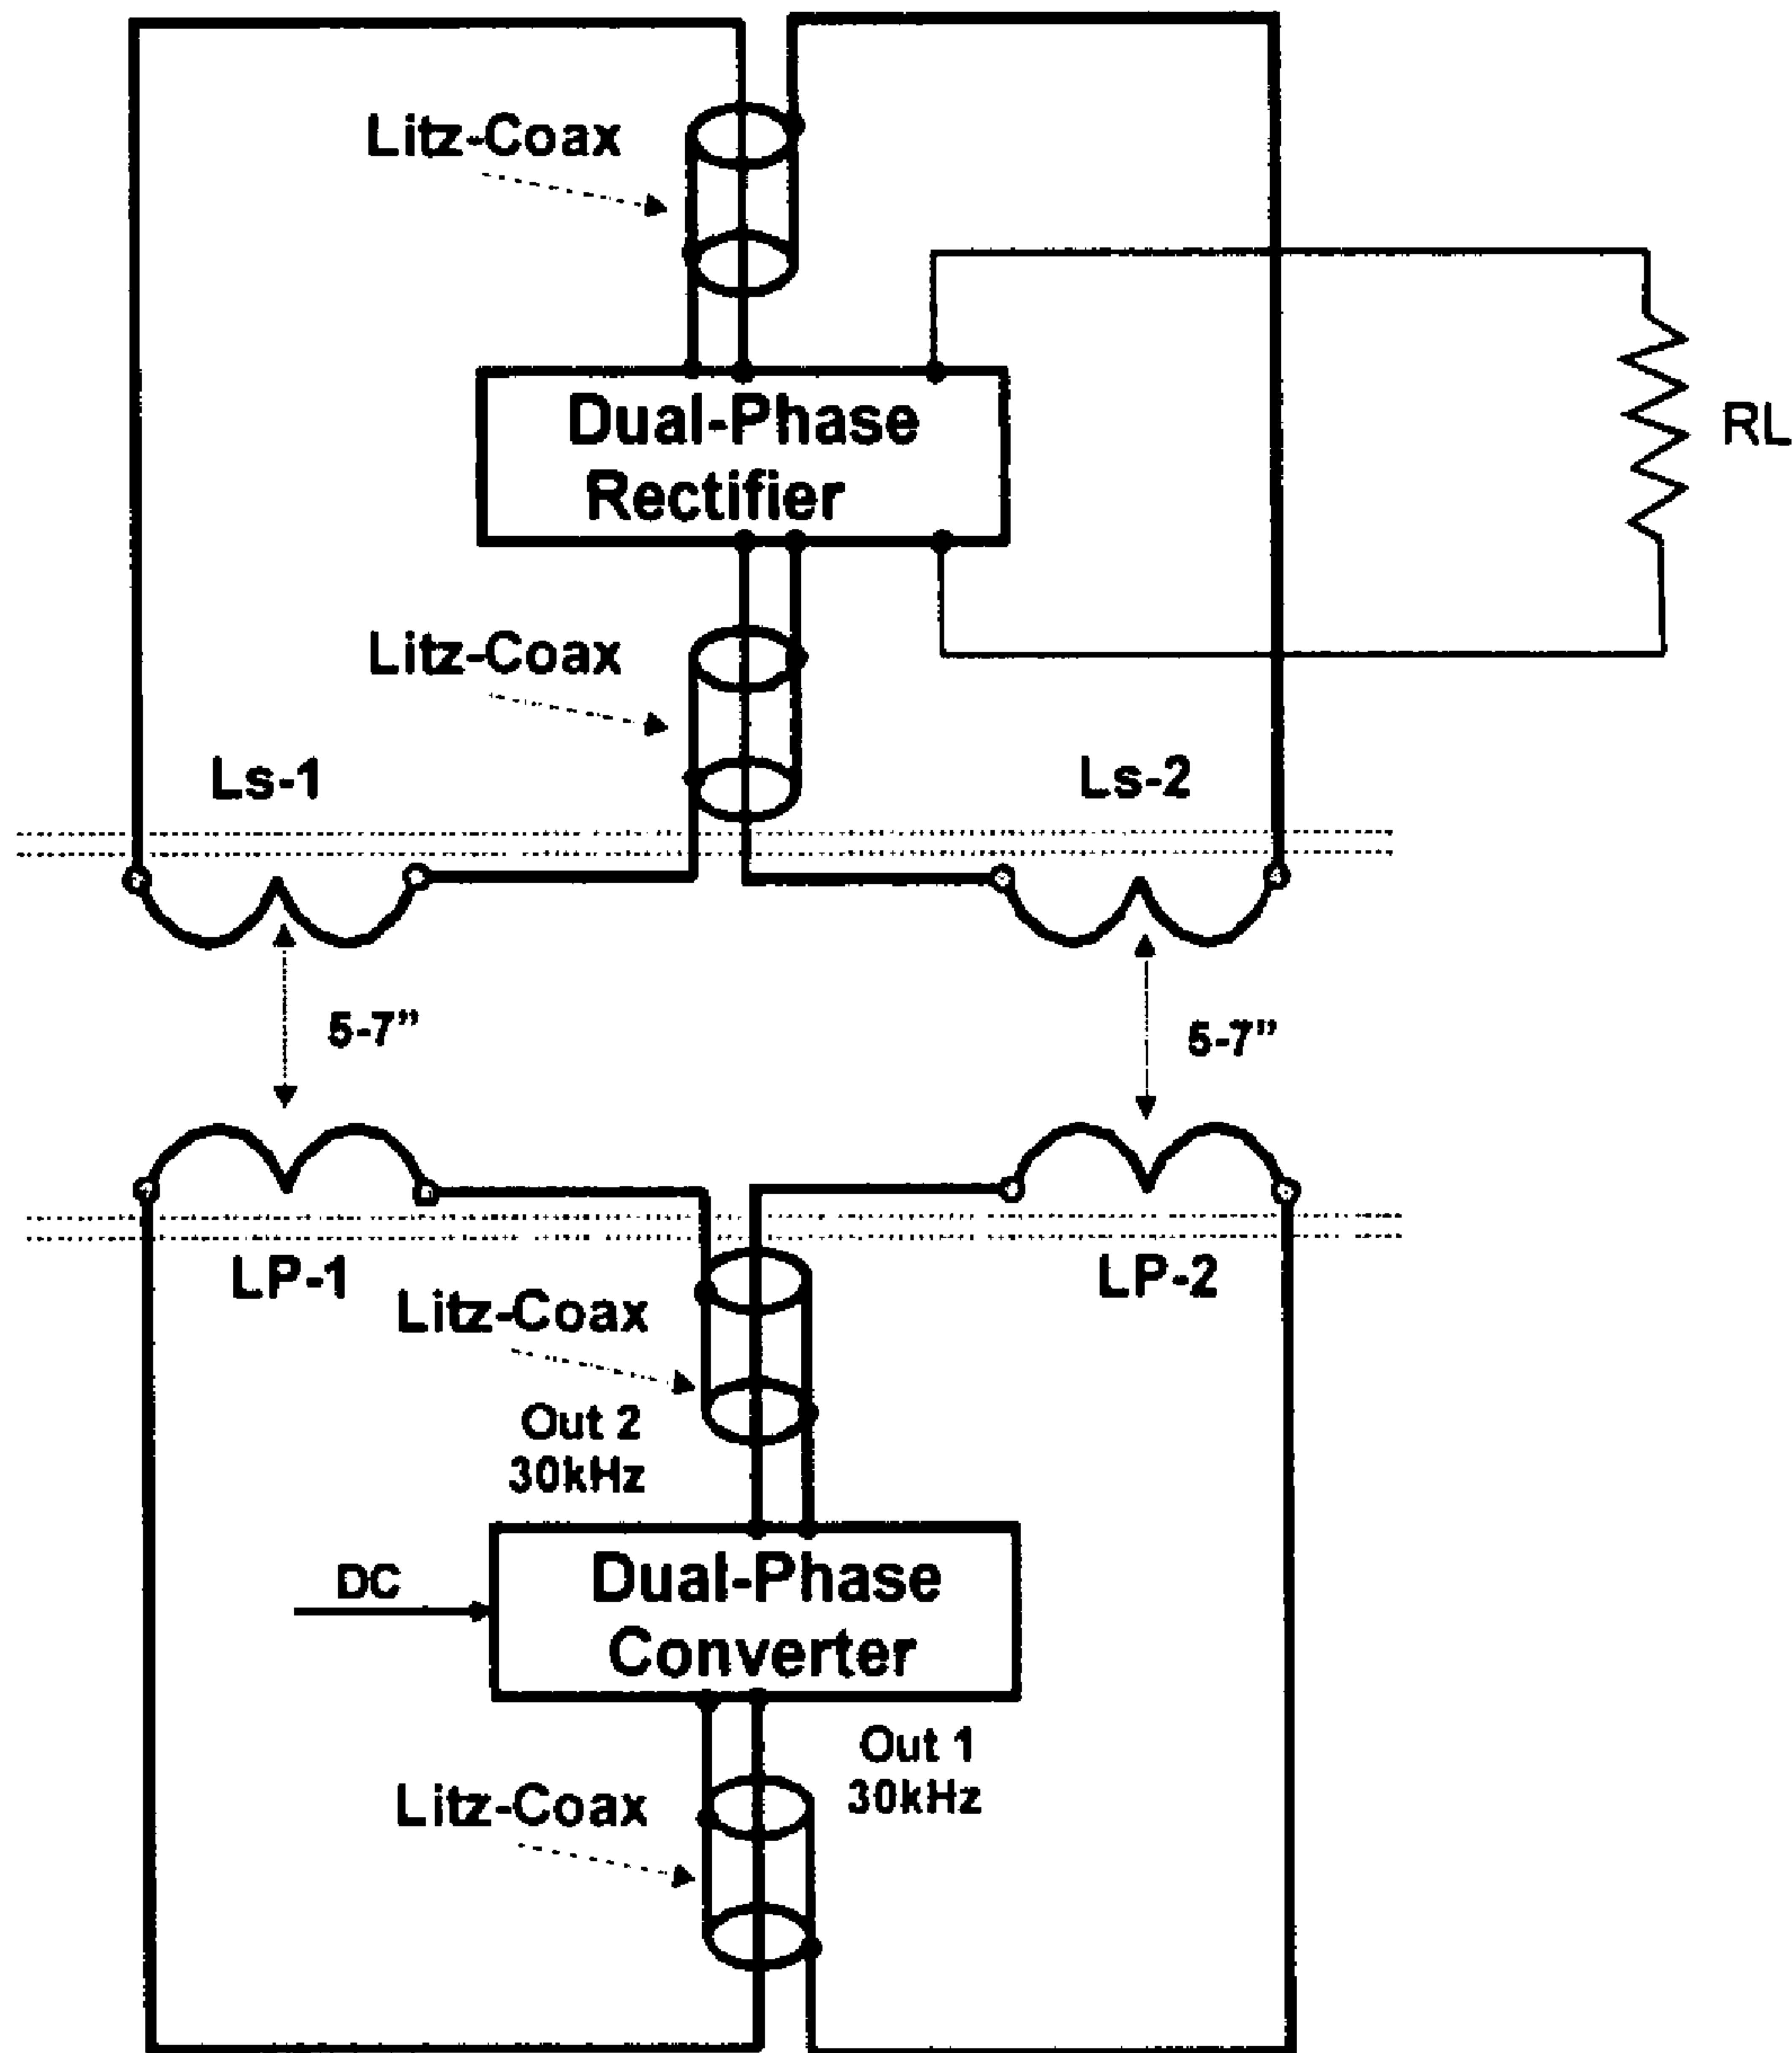 Litz-Coax
Dual-Phase
Rectifier
RL
Litz-Coax
Ls-1
Ls-2
5-7”
5-7”
LP-1
LP-2
Litz-Coax
Out 2
30kHz
DC
Dual-Phase
Converter
Out 1
30kHz
Litz-Coax